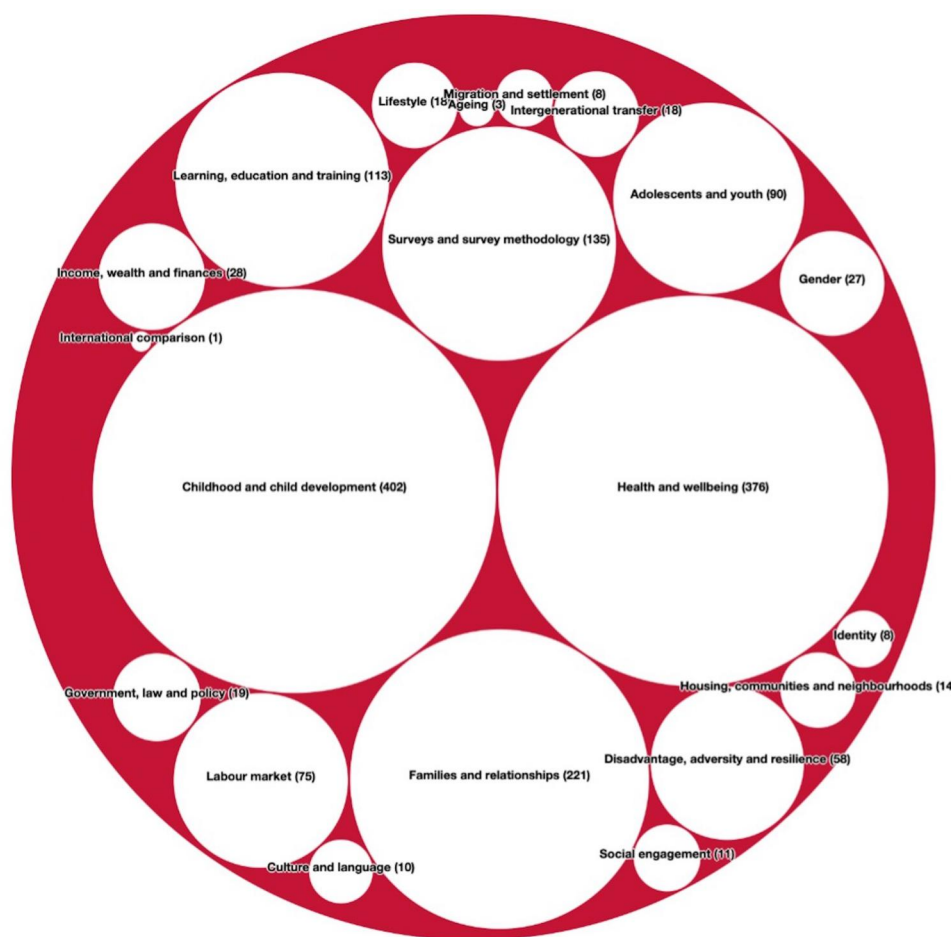 Migration and settlement (8)
Lifestyle (18
Ageing (3)
Intergenerational transfer (18)
Learning, education and training (113)
Adolescents and youth (90)
Surveys and survey methodology (135)
Income, wealth and finances (28)
Gender (27)
International comparison (1)
Childhood and child development (402)
Health and wellbeing (376)
Identity (8)
Housing, communities and neighbourhoods (14
Government, law and policy (19)
Disadvantage, adversity and resilience (58)
Labour market (75)
Families and relationships (221)
Social engagement (11)
Culture and language (10)